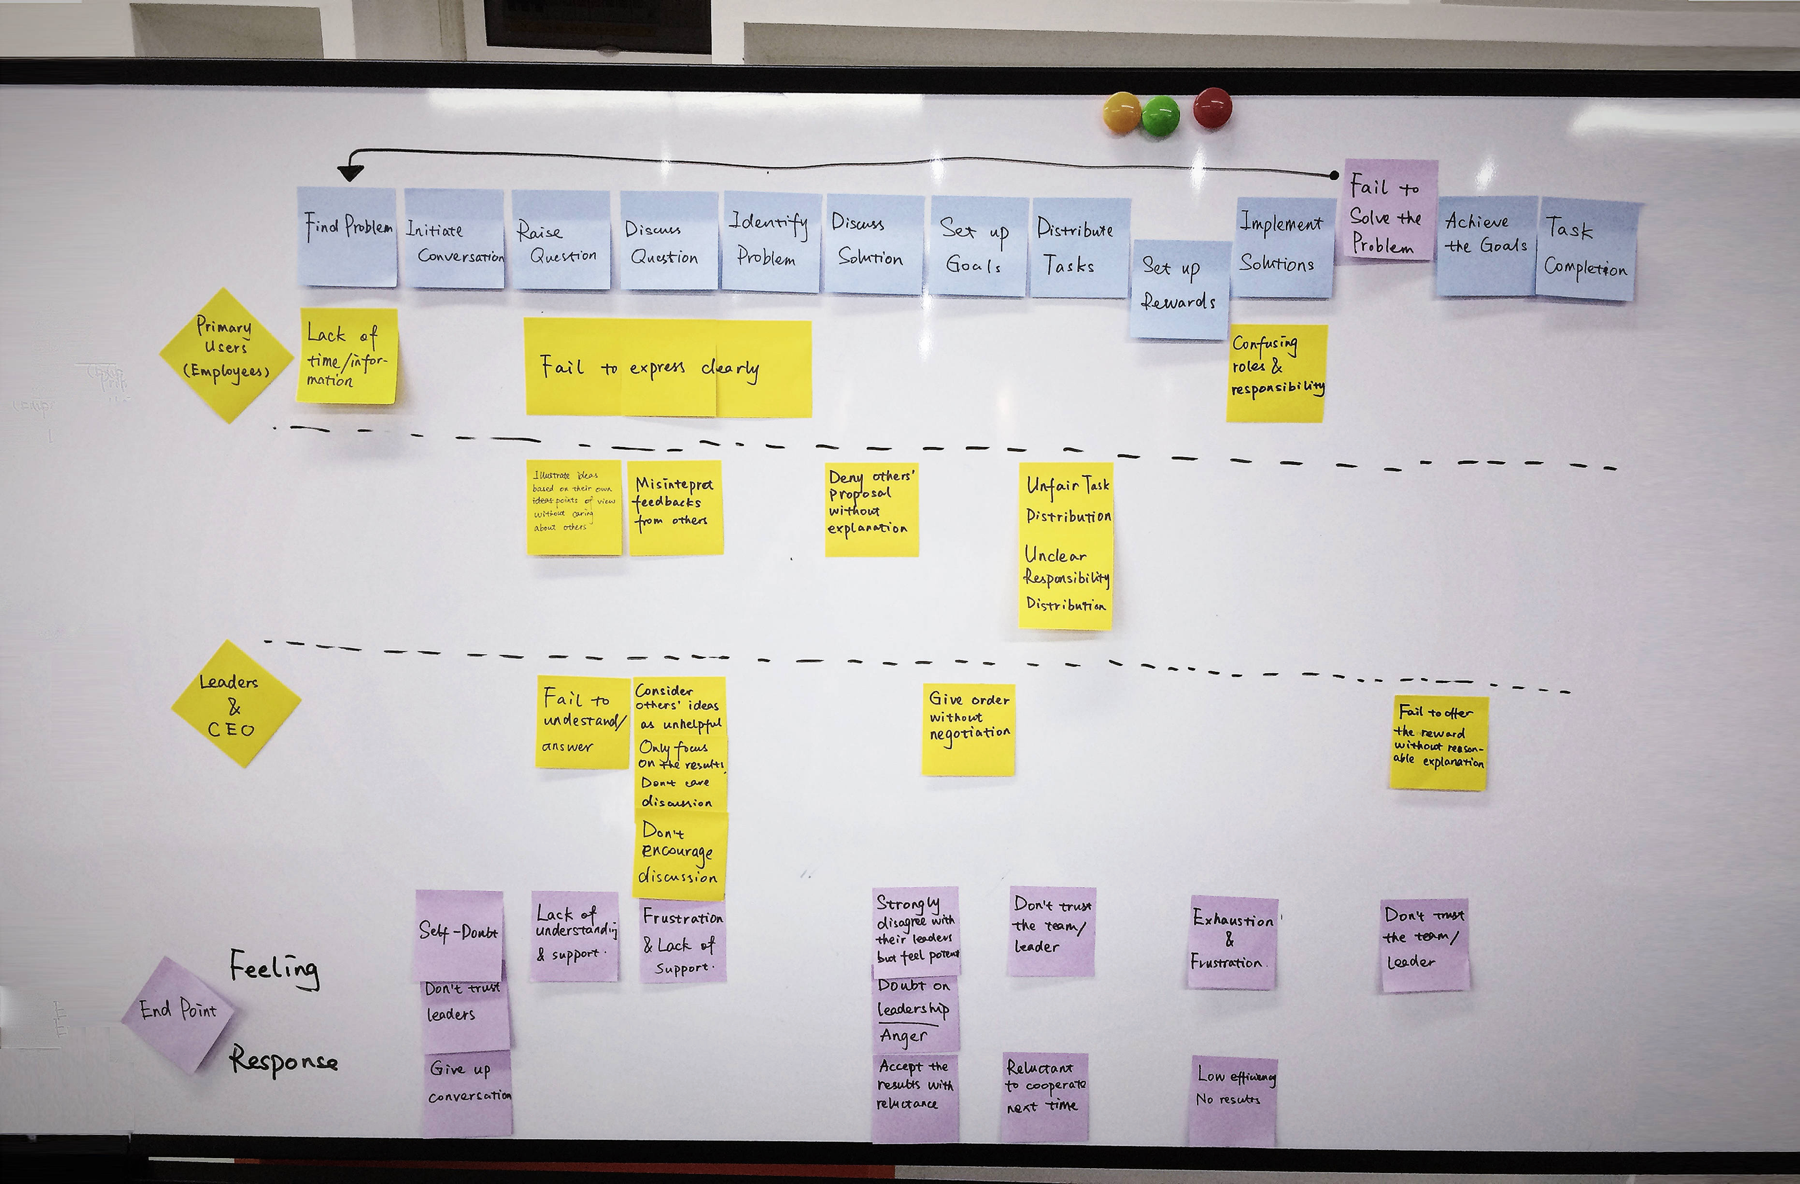 Find Problem
Initiate
Conversation
Raise
Question
Discuss
Question
Identify
Problem
Discuss
Solution
Set up
Goals
Distribute
Tasks
Set up
Rewards
Implement
Solutions
Fail to
Solve the
Problem
Achieve
the Goals
Task
Completion
Primary
Users
(Employees)
Lack of
time/infor-
mation
Fail to express clearly
Confusing
roles &
responsibility
Illustrate ideas
based on their own
ideas points of view
without caring
about others
Misintepret
feedbacks
from others
Deny others'
Proposal
without
explanation
Unfair Task
Distribution
Unclear
Responsibility
Distribution
Leaders
&
CEO
Fail to
undestand/
answer
Consider
others' ideas
as unhelpful
Only focus
on the results.
Don't care
discussion
Don't
Encourage
discussion
Give order
without
negotiation
Fail to offer
the reward
without reason-
able explanation
End Point
Feeling
Self-Doubt
Don't trust
leaders
Lack of
understanding
& support.
Frustration
& Lack of
Support.
Strongly
disagree with
their leaders
but feel
Doubt on
leadership
Anger
Don't trust
the team/
leader
Exhaustion
&
Frustration
Don't trust
the team/
leader
Response
Give up
conversation
Accept the
results with
reluctance
Reluctant
to cooperate
next time
Low efficiency
No results